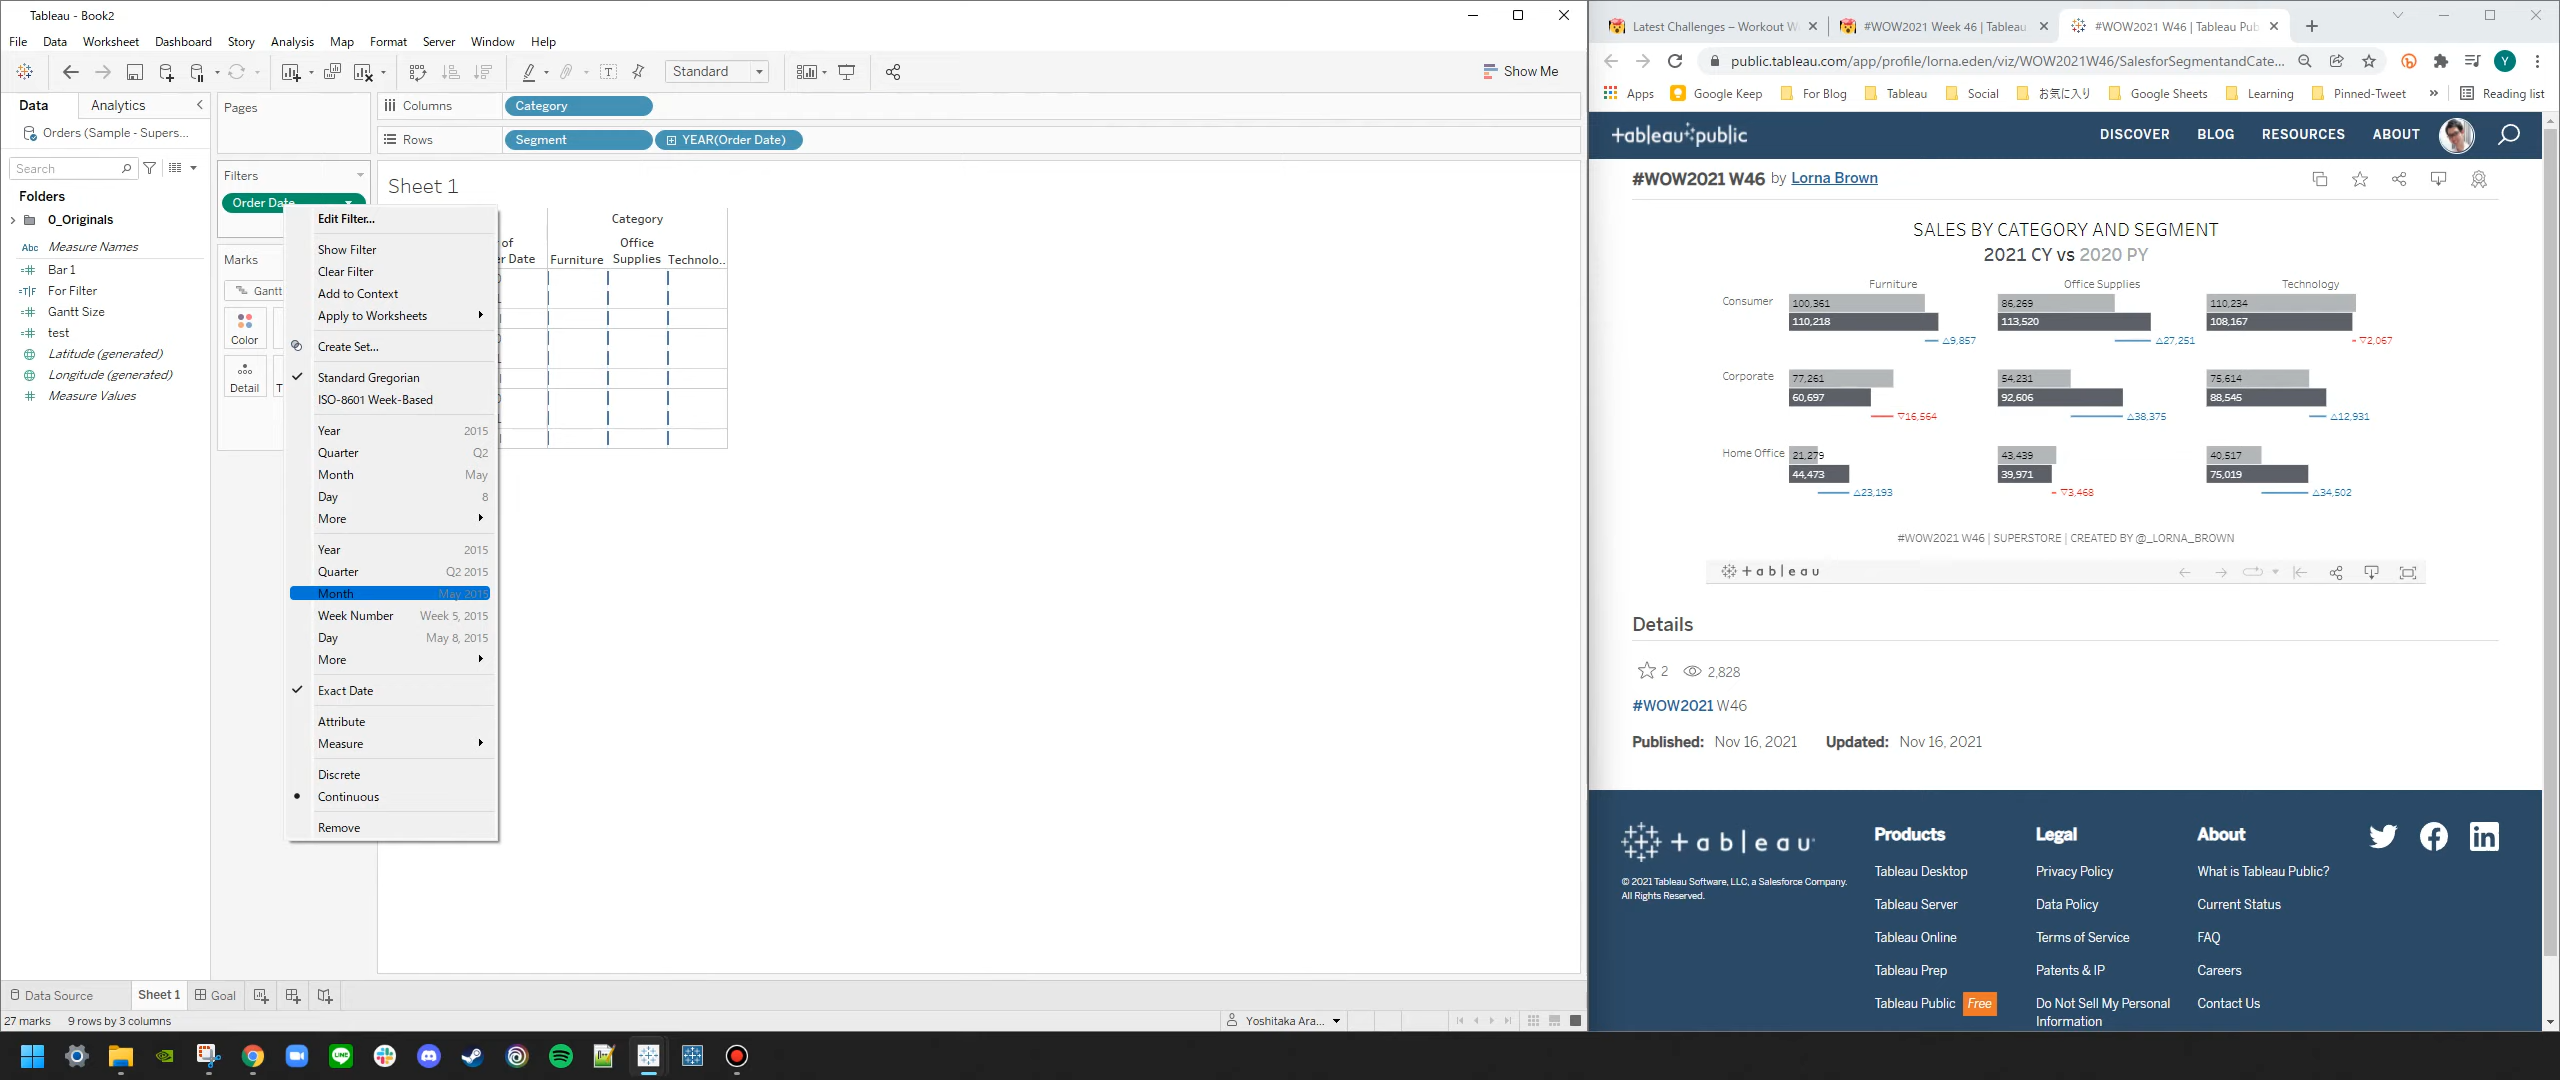 Tableau - Book2
File Data Worksheet Dashboard Story Analysis Map Format Server Window Help
Standard
Show Me
Data Analytics
Orders (Sample - Supers...
Search
Folders
0_Originals
Abc Measure Names
Bar 1
=T|F For Filter
Gantt Size
test
Latitude (generated)
Longitude (generated)
Measure Values
Pages
Filters
Order Date
Marks
Gantt
Color
Detail
Columns Category
Rows Segment YEAR(Order Date)
Sheet 1
Category
of
er Date
Furniture
Office
Supplies
Technolo..
Edit Filter...
Show Filter
Clear Filter
Add to Context
Apply to Worksheets
Create Set...
Standard Gregorian
ISO-8601 Week-Based
Year 2015
Quarter Q2
Month May
Day 8
More
Year 2015
Quarter Q2 2015
Month May 2015
Week Number Week 5, 2015
Day May 8, 2015
More
Exact Date
Attribute
Measure
Discrete
Continuous
Remove
Data Source Sheet 1 Goal
27 marks 9 rows by 3 columns
Yoshitaka Ara...
Latest Challenges – Workout W
#WOW2021 Week 46 | Tableau
#WOW2021 W46 | Tableau Pub
public.tableau.com/app/profile/lorna.eden/viz/WOW2021W46/SalesforSegmentandCate...
Y
Apps Google Keep For Blog Tableau Social お気に入り Google Sheets Learning Pinned-Tweet » Reading list
+ableau public
DISCOVER BLOG RESOURCES ABOUT
#WOW2021 W46 by Lorna Brown
SALES BY CATEGORY AND SEGMENT
2021 CY vs 2020 PY
Furniture Office Supplies Technology
Consumer 100,361 86,269 110,234
110,218 113,520 108,167
△9,857 △27,251 ▽2,067
Corporate 77,261 54,231 75,614
60,697 92,606 88,545
▽16,564 △38,375 △12,931
Home Office 21,279 43,439 40,517
44,473 39,971 75,019
△23,193 ▽3,468 △34,502
#WOW2021 W46 | SUPERSTORE | CREATED BY @_LORNA_BROWN
+ a b | e a u
Details
2 2,828
#WOW2021 W46
Published: Nov 16, 2021 Updated: Nov 16, 2021
+ a b | e a u
© 2021 Tableau Software, LLC, a Salesforce Company.
All Rights Reserved.
Products
Tableau Desktop
Tableau Server
Tableau Online
Tableau Prep
Tableau Public Free
Legal
Privacy Policy
Data Policy
Terms of Service
Patents & IP
Do Not Sell My Personal
Information
About
What is Tableau Public?
Current Status
FAQ
Careers
Contact Us